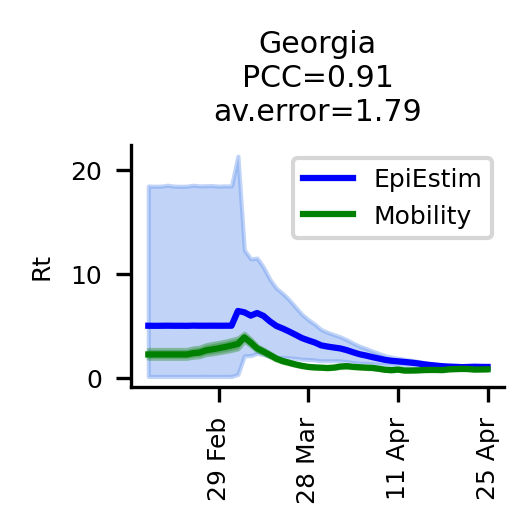 Georgia
PCC=0.91
av.error=1.79
20
10
0
Rt
EpiEstim
Mobility
29 Feb
28 Mar
11 Apr
25 Apr